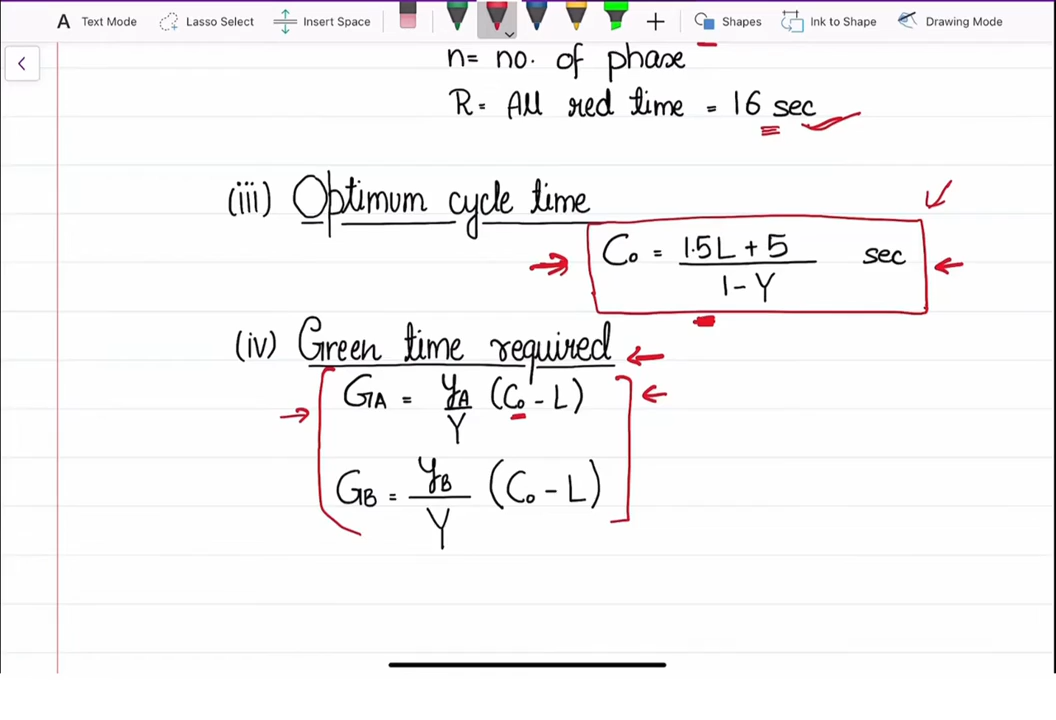 A Text Mode Lasso Select Insert Space + Shapes Ink to Shape Drawing Mode
n= no. of phase
R= All red time = 16 sec
(iii) Optimum cycle time
C₀ = 1.5L + 5 / 1 - Y sec
(iv) Green time required
GA = yA / Y (C₀ - L)
GB = yB / Y (C₀ - L)